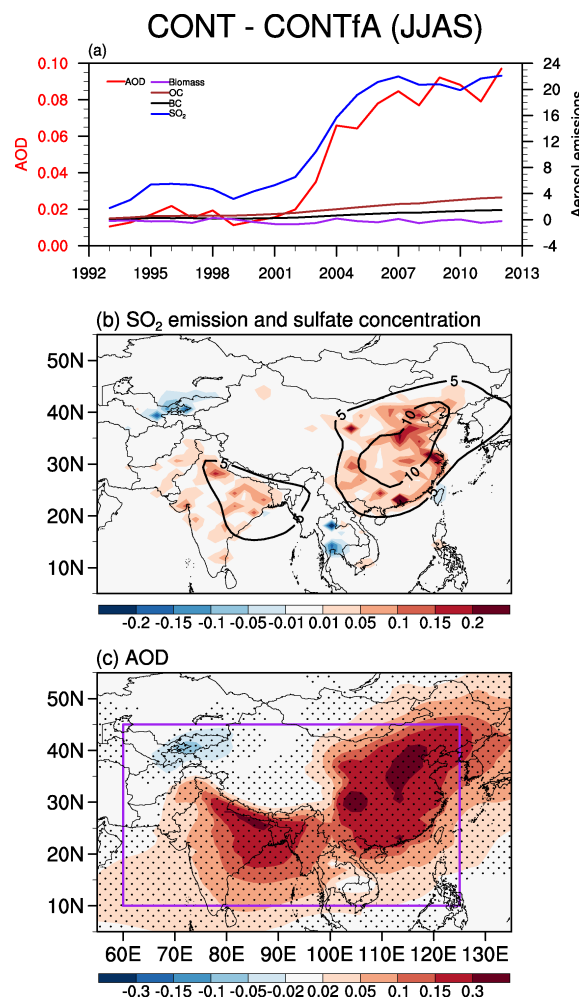 CONT - CONTfA (JJAS)
(a)
0.10
0.08
0.06
0.04
0.02
0.00
AOD
AOD
Biomass
OC
BC
SO₂
24
20
16
12
8
4
0
-4
Aerosol emissions
1992 1995 1998 2001 2004 2007 2010 2013
(b) SO₂ emission and sulfate concentration
50N
40N
30N
20N
10N
5
5
10
5
10
5
5
-0.2 -0.15 -0.1 -0.05 -0.01 0.01 0.05 0.1 0.15 0.2
(c) AOD
50N
40N
30N
20N
10N
60E 70E 80E 90E 100E 110E 120E 130E
-0.3 -0.15 -0.1 -0.05 -0.02 0.02 0.05 0.1 0.15 0.3